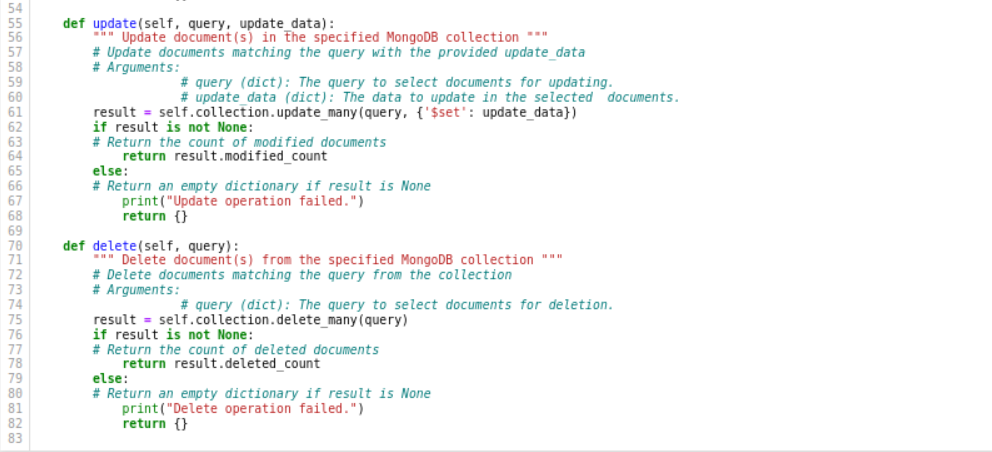 54
55     def update(self, query, update_data):
56         """ Update document(s) in the specified MongoDB collection """
57         # Update documents matching the query with the provided update_data
58         # Arguments:
59                     # query (dict): The query to select documents for updating.
60                     # update_data (dict): The data to update in the selected  documents.
61         result = self.collection.update_many(query, {'$set': update_data})
62         if result is not None:
63         # Return the count of modified documents
64             return result.modified_count
65         else:
66         # Return an empty dictionary if result is None
67             print("Update operation failed.")
68             return {}
69
70     def delete(self, query):
71         """ Delete document(s) from the specified MongoDB collection """
72         # Delete documents matching the query from the collection
73         # Arguments:
74                     # query (dict): The query to select documents for deletion.
75         result = self.collection.delete_many(query)
76         if result is not None:
77         # Return the count of deleted documents
78             return result.deleted_count
79         else:
80         # Return an empty dictionary if result is None
81             print("Delete operation failed.")
82             return {}
83